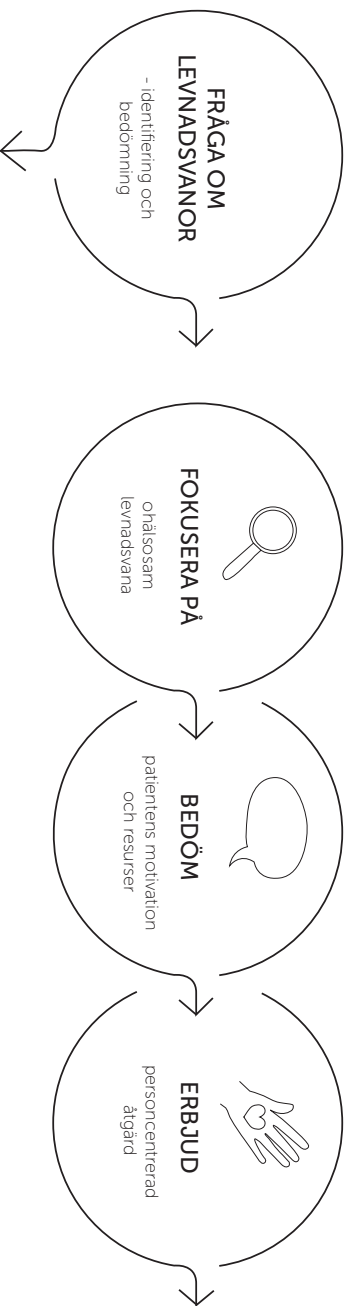 FRÅGA OM
LEVNADSVANOR
- identifiering och
bedömning
FOKUSERA PÅ
ohälsosam
levnadsvana
BEDÖM
patientens motivation
och resurser
ERBJUD
personcentrerad
åtgärd